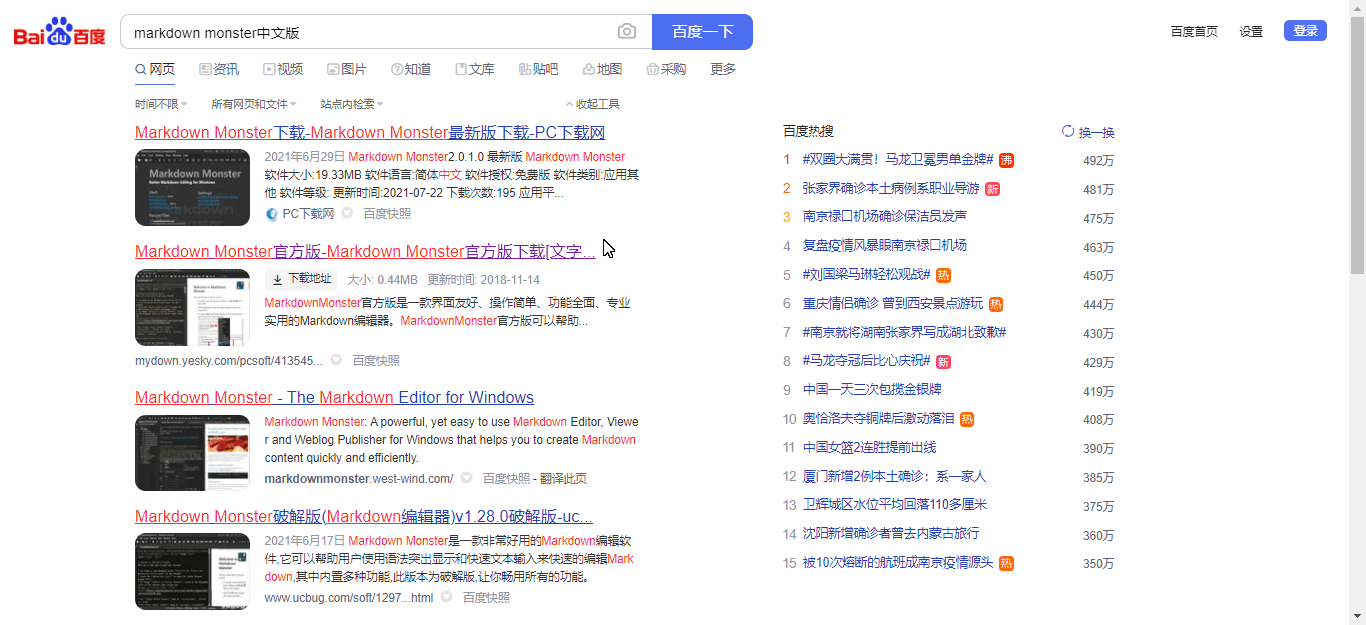 Bai du 百度
markdown monster中文版
百度一下
百度首页 设置 登录
网页 资讯 视频 图片 知道 文库 贴吧 地图 采购 更多
时间不限 所有网页和文件 站点内检索 收起工具
Markdown Monster下载-Markdown Monster最新版下载-PC下载网
2021年6月29日 Markdown Monster2.0.1.0 最新版 Markdown Monster
软件大小:19.33MB 软件语言:简体中文 软件授权:免费版 软件类别:应用其
他 软件等级: 更新时间:2021-07-22 下载次数:195 应用平...
PC下载网 百度快照
Markdown Monster官方版-Markdown Monster官方版下载[文字...
下载地址 大小: 0.44MB 更新时间: 2018-11-14
MarkdownMonster官方版是一款界面友好、操作简单、功能全面、专业
实用的Markdown编辑器。MarkdownMonster官方版可以帮助...
mydown.yesky.com/pcsoft/413545... 百度快照
Markdown Monster - The Markdown Editor for Windows
Markdown Monster: A powerful, yet easy to use Markdown Editor, Viewe
r and Weblog Publisher for Windows that helps you to create Markdown
content quickly and efficiently.
markdownmonster.west-wind.com/ 百度快照 - 翻译此页
Markdown Monster破解版(Markdown编辑器)v1.28.0破解版-uc...
2021年6月17日 Markdown Monster是一款非常好用的Markdown编辑软
件,它可以帮助用户使用语法突出显示和快速文本输入来快速的编辑Mark
down,其中内置多种功能,此版本为破解版,让你畅用所有的功能。
www.ucbug.com/soft/1297...html 百度快照
百度热搜 换一换
1 #双圈大满贯！马龙卫冕男单金牌# 沸 492万
2 张家界确诊本土病例系职业导游 新 481万
3 南京禄口机场确诊保洁员发声 475万
4 复盘疫情风暴眼南京禄口机场 463万
5 #刘国梁马琳轻松观战# 热 450万
6 重庆情侣确诊 曾到西安景点游玩 热 444万
7 #南京就将湖南张家界写成湖北致歉# 430万
8 #马龙夺冠后比心庆祝# 新 429万
9 中国一天三次包揽金银牌 419万
10 奥恰洛夫夺铜牌后激动落泪 热 408万
11 中国女篮2连胜提前出线 390万
12 厦门新增2例本土确诊：系一家人 385万
13 卫辉城区水位平均回落110多厘米 375万
14 沈阳新增确诊者曾去内蒙古旅行 360万
15 被10次熔断的航班成南京疫情源头 热 350万